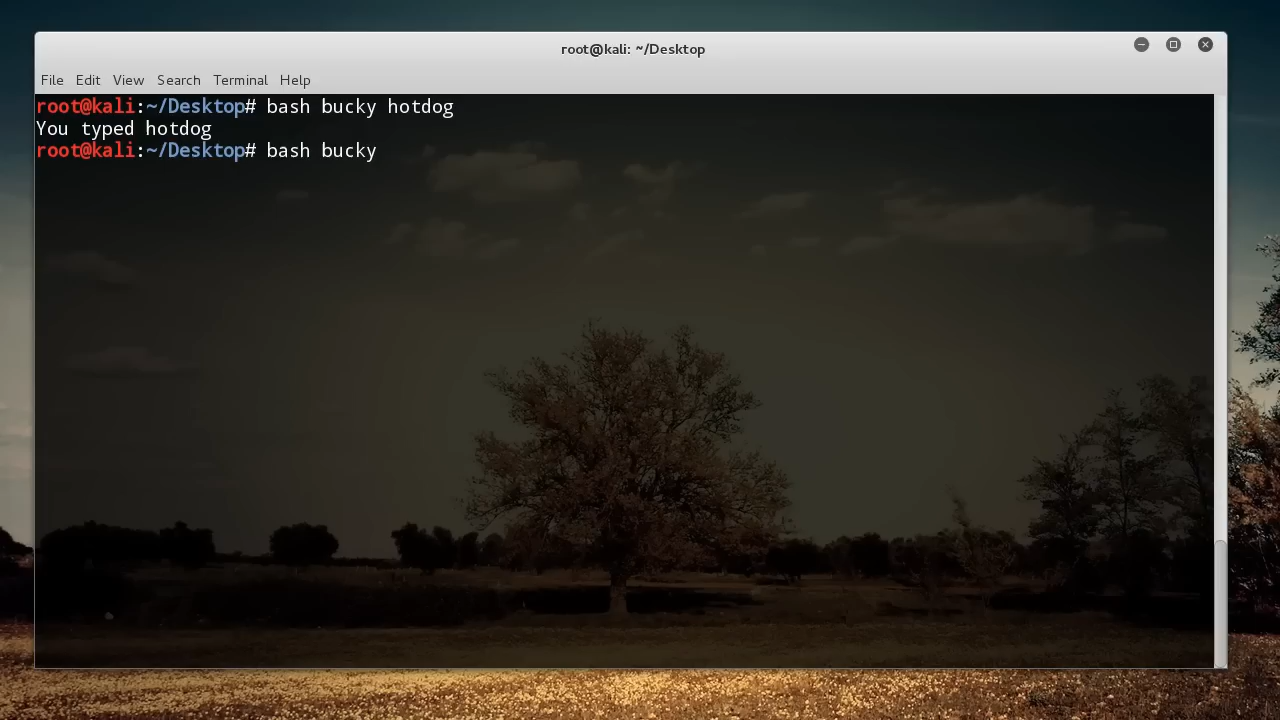 root@kali: ~/Desktop
File Edit View Search Terminal Help
root@kali:~/Desktop# bash bucky hotdog
You typed hotdog
root@kali:~/Desktop# bash bucky